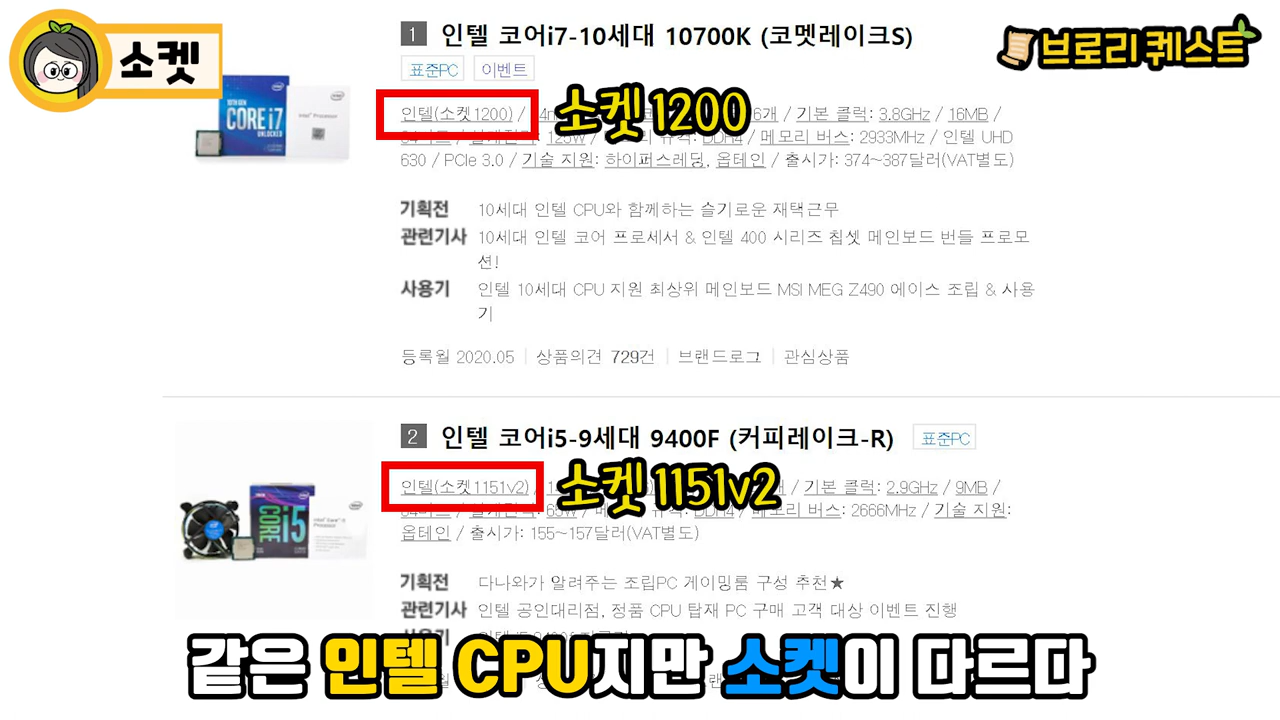 소켓
브로리 퀘스트
1 인텔 코어i7-10세대 10700K (코멧레이크S)
표준PC 이벤트
인텔(소켓1200) / 소켓 1200 / 기본 클럭: 3.8GHz / 16MB /
125W / DDR4 / 메모리 버스: 2933MHz / 인텔 UHD
630 / PCIe 3.0 / 기술 지원: 하이퍼스레딩, 옵테인 / 출시가: 374~387달러(VAT별도)
기획전 10세대 인텔 CPU와 함께하는 슬기로운 재택근무
관련기사 10세대 인텔 코어 프로세서 & 인텔 400 시리즈 칩셋 메인보드 번들 프로모
션!
사용기 인텔 10세대 CPU 지원 최상위 메인보드 MSI MEG Z490 에이스 조립 & 사용
기
등록월 2020.05 상품의견 729건 브랜드로그 관심상품
CORE i7
2 인텔 코어i5-9세대 9400F (커피레이크-R) 표준PC
인텔(소켓1151v2) / 소켓 1151v2 / 기본 클럭: 2.9GHz / 9MB /
65W / DDR4 / 메모리 버스: 2666MHz / 기술 지원:
옵테인 / 출시가: 155~157달러(VAT별도)
CORE i5
기획전 다나와가 알려주는 조립PC 게이밍룸 구성 추천★
관련기사 인텔 공인대리점, 정품 CPU 탑재 PC 구매 고객 대상 이벤트 진행
같은 인텔 CPU지만 소켓이 다르다